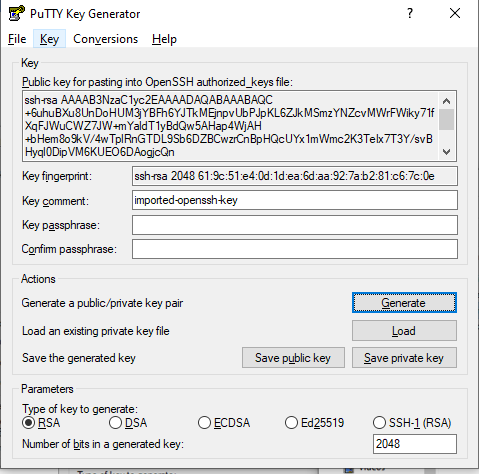 PuTTY Key Generator
File Key Conversions Help
Key
Public key for pasting into OpenSSH authorized_keys file:
ssh-rsa AAAAB3NzaC1yc2EAAAADAQABAAABAQC
+6uhuBXu8UnDoHUM3jYBFh6YJTkMEjnpvUbPJpKL6ZJkMSmzYNZcvMWrFWiky71f
XqFJWuCWZ7JW+mYaldT1yBdQw5AHap4WjAH
+bHem8o9kV/4wTplRnGTDL9Sb6DZBCwzrCnBpHQcUYx1mWmc2K3TeIx7T3Y/svB
Hyql0DipVM6KUEO6DAogjcQn
Key fingerprint: ssh-rsa 2048 61:9c:51:e4:0d:1d:ea:6d:aa:92:7a:b2:81:c6:7c:0e
Key comment: imported-openssh-key
Key passphrase:
Confirm passphrase:
Actions
Generate a public/private key pair Generate
Load an existing private key file Load
Save the generated key Save public key Save private key
Parameters
Type of key to generate:
RSA DSA ECDSA Ed25519 SSH-1 (RSA)
Number of bits in a generated key: 2048